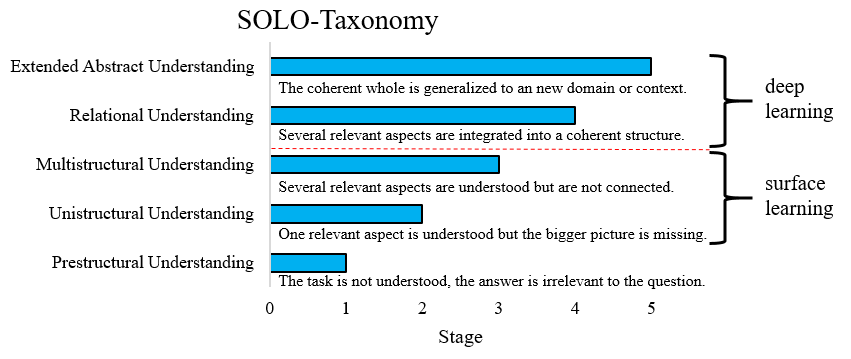 SOLO-Taxonomy
Extended Abstract Understanding
The coherent whole is generalized to an new domain or context.
Relational Understanding
Several relevant aspects are integrated into a coherent structure.
deep
learning
Multistructural Understanding
Several relevant aspects are understood but are not connected.
Unistructural Understanding
One relevant aspect is understood but the bigger picture is missing.
surface
learning
Prestructural Understanding
The task is not understood, the answer is irrelevant to the question.
0 1 2 3 4 5
Stage